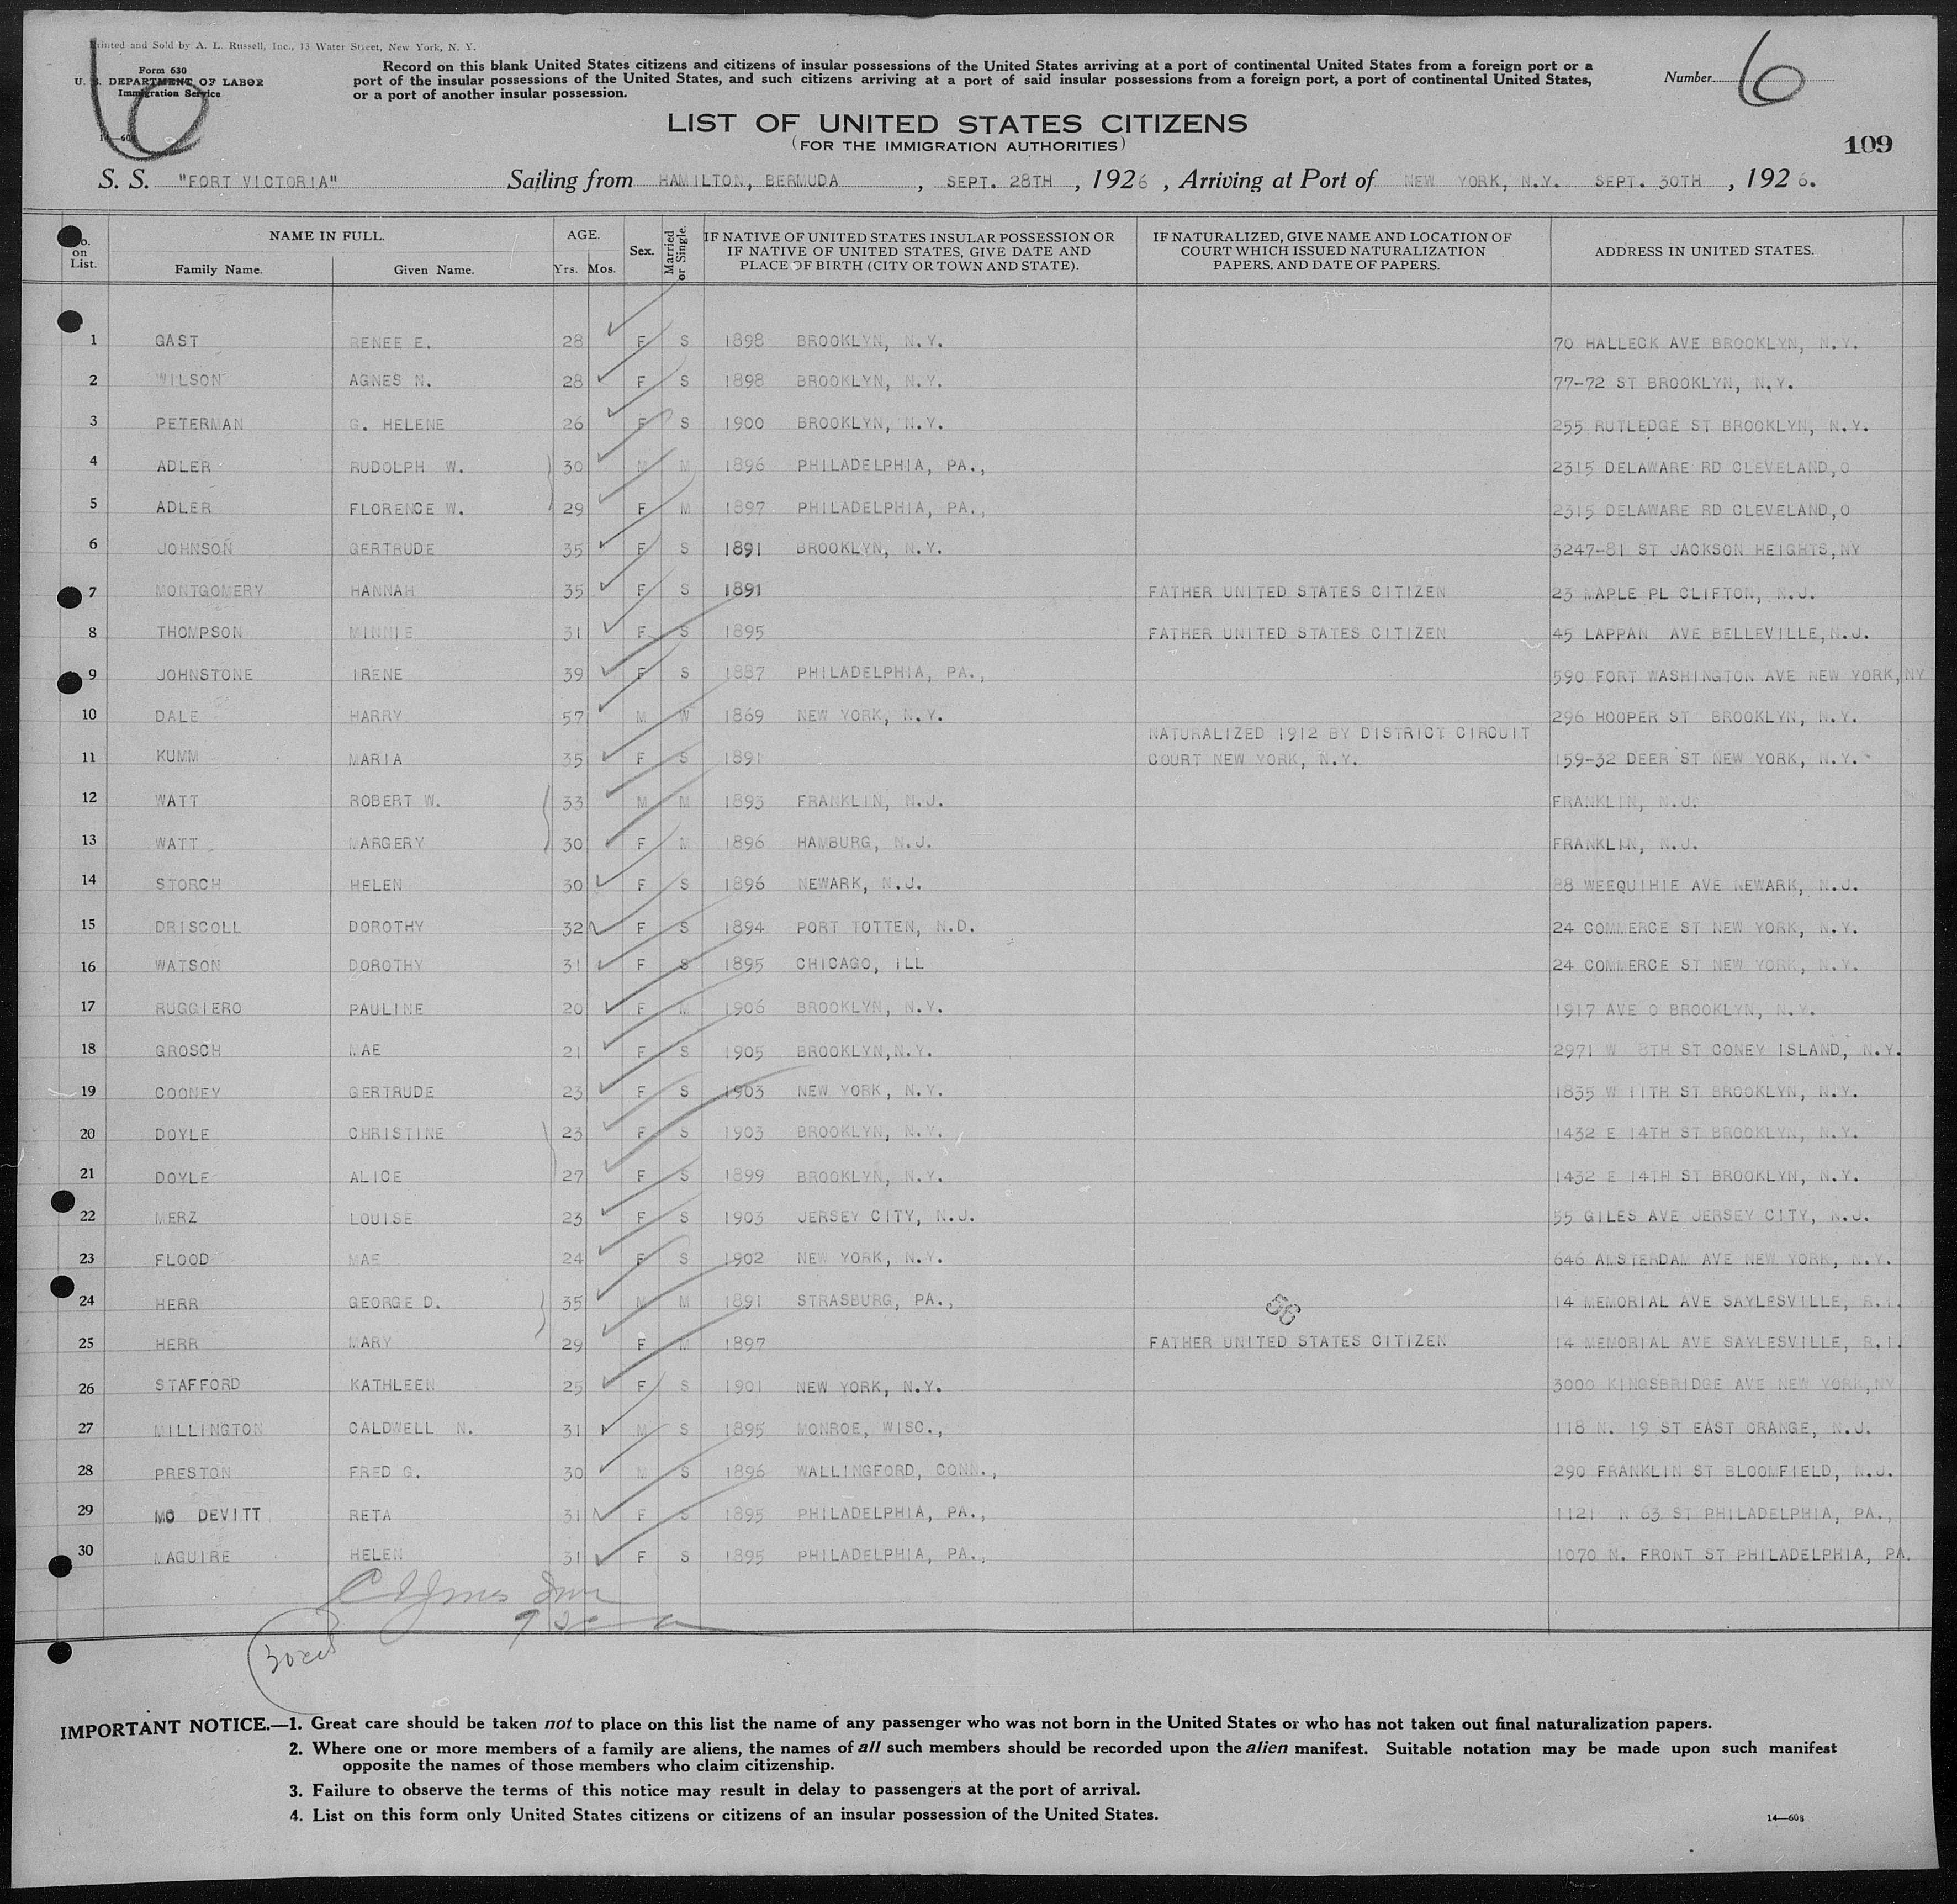 Printed and Sold by A. L. Russell, Inc., 13 Water Street, New York, N. Y.
Form 630
U. S. DEPARTMENT OF LABOR
Immigration Service
14—608
6
Record on this blank United States citizens and citizens of insular possessions of the United States arriving at a port of continental United States from a foreign port or a
port of the insular possessions of the United States, and such citizens arriving at a port of said insular possessions from a foreign port, a port of continental United States,
or a port of another insular possession.
Number 6
LIST OF UNITED STATES CITIZENS
(FOR THE IMMIGRATION AUTHORITIES)
109
S. S. "FORT VICTORIA" Sailing from HAMILTON, BERMUDA, SEPT. 28TH, 1926, Arriving at Port of NEW YORK, N.Y. SEPT. 30TH, 1926.
No. on List. NAME IN FULL. Family Name. Given Name. AGE. Yrs. Mos. Sex. Married or Single. IF NATIVE OF UNITED STATES INSULAR POSSESSION OR IF NATIVE OF UNITED STATES, GIVE DATE AND PLACE OF BIRTH (CITY OR TOWN AND STATE). IF NATURALIZED, GIVE NAME AND LOCATION OF COURT WHICH ISSUED NATURALIZATION PAPERS, AND DATE OF PAPERS. ADDRESS IN UNITED STATES.
1 GAST RENEE E. 28 F S 1898 BROOKLYN, N.Y. 70 HALLECK AVE BROOKLYN, N.Y.
2 WILSON AGNES N. 28 F S 1898 BROOKLYN, N.Y. 77-72 ST BROOKLYN, N.Y.
3 PETERMAN G. HELENE 26 F S 1900 BROOKLYN, N.Y. 255 RUTLEDGE ST BROOKLYN, N.Y.
4 ADLER RUDOLPH W. 30 M M 1896 PHILADELPHIA, PA., 2315 DELAWARE RD CLEVELAND,O
5 ADLER FLORENCE W. 29 F M 1897 PHILADELPHIA, PA., 2315 DELAWARE RD CLEVELAND,O
6 JOHNSON GERTRUDE 35 F S 1891 BROOKLYN, N.Y. 3247-81 ST JACKSON HEIGHTS,NY
7 MONTGOMERY HANNAH 35 F S 1891 FATHER UNITED STATES CITIZEN 23 MAPLE PL CLIFTON, N.J.
8 THOMPSON MINNIE 31 F S 1895 FATHER UNITED STATES CITIZEN 45 LAPPAN AVE BELLEVILLE,N.J.
9 JOHNSTONE IRENE 39 F S 1887 PHILADELPHIA, PA., 590 FORT WASHINGTON AVE NEW YORK,NY
10 DALE HARRY 57 M W 1869 NEW YORK, N.Y. 296 HOOPER ST BROOKLYN, N.Y.
NATURALIZED 1912 BY DISTRICT CIRCUIT
11 KUMM MARIA 35 F S 1891 COURT NEW YORK, N.Y. 159-32 DEER ST NEW YORK, N.Y.
12 WATT ROBERT W. 33 M M 1893 FRANKLIN, N.J. FRANKLIN, N.J.
13 WATT MARGERY 30 F M 1896 HAMBURG, N.J. FRANKLIN, N.J.
14 STORCH HELEN 30 F S 1896 NEWARK, N.J. 88 WEEQUIHIE AVE NEWARK, N.J.
15 DRISCOLL DOROTHY 32 F S 1894 PORT TOTTEN, N.D. 24 COMMERCE ST NEW YORK, N.Y.
16 WATSON DOROTHY 31 F S 1895 CHICAGO, ILL 24 COMMERCE ST NEW YORK, N.Y.
17 RUGGIERO PAULINE 20 F M 1906 BROOKLYN, N.Y. 1917 AVE O BROOKLYN, N.Y.
18 GROSCH MAE 21 F S 1905 BROOKLYN,N.Y. 2971 W 8TH ST CONEY ISLAND, N.Y.
19 COONEY GERTRUDE 23 F S 1903 NEW YORK, N.Y. 1835 W 11TH ST BROOKLYN, N.Y.
20 DOYLE CHRISTINE 23 F S 1903 BROOKLYN, N.Y. 1432 E 14TH ST BROOKLYN, N.Y.
21 DOYLE ALICE 27 F S 1899 BROOKLYN, N.Y. 1432 E 14TH ST BROOKLYN, N.Y.
22 MERZ LOUISE 23 F S 1903 JERSEY CITY, N.J. 55 GILES AVE JERSEY CITY, N.J.
23 FLOOD MAE 24 F S 1902 NEW YORK, N.Y. 646 AMSTERDAM AVE NEW YORK, N.Y.
24 HERR GEORGE D. 35 M M 1891 STRASBURG, PA., 14 MEMORIAL AVE SAYLESVILLE, R.I.
25 HERR MARY 29 F M 1897 FATHER UNITED STATES CITIZEN 14 MEMORIAL AVE SAYLESVILLE, R.I.
26 STAFFORD KATHLEEN 25 F S 1901 NEW YORK, N.Y. 3000 KINGSBRIDGE AVE NEW YORK,NY
27 MILLINGTON CALDWELL N. 31 M S 1895 MONROE, WISC., 118 N. 19 ST EAST ORANGE, N.J.
28 PRESTON FRED G. 30 M S 1896 WALLINGFORD, CONN., 290 FRANKLIN ST BLOOMFIELD, N.J.
29 MC DEVITT RETA 31 F S 1895 PHILADELPHIA, PA., 1121 N 63 ST PHILADELPHIA, PA.,
30 MAGUIRE HELEN 31 F S 1895 PHILADELPHIA, PA., 1070 N. FRONT ST PHILADELPHIA, PA.
IMPORTANT NOTICE.—1. Great care should be taken not to place on this list the name of any passenger who was not born in the United States or who has not taken out final naturalization papers.
2. Where one or more members of a family are aliens, the names of all such members should be recorded upon the alien manifest. Suitable notation may be made upon such manifest
opposite the names of those members who claim citizenship.
3. Failure to observe the terms of this notice may result in delay to passengers at the port of arrival.
4. List on this form only United States citizens or citizens of an insular possession of the United States.
14—608